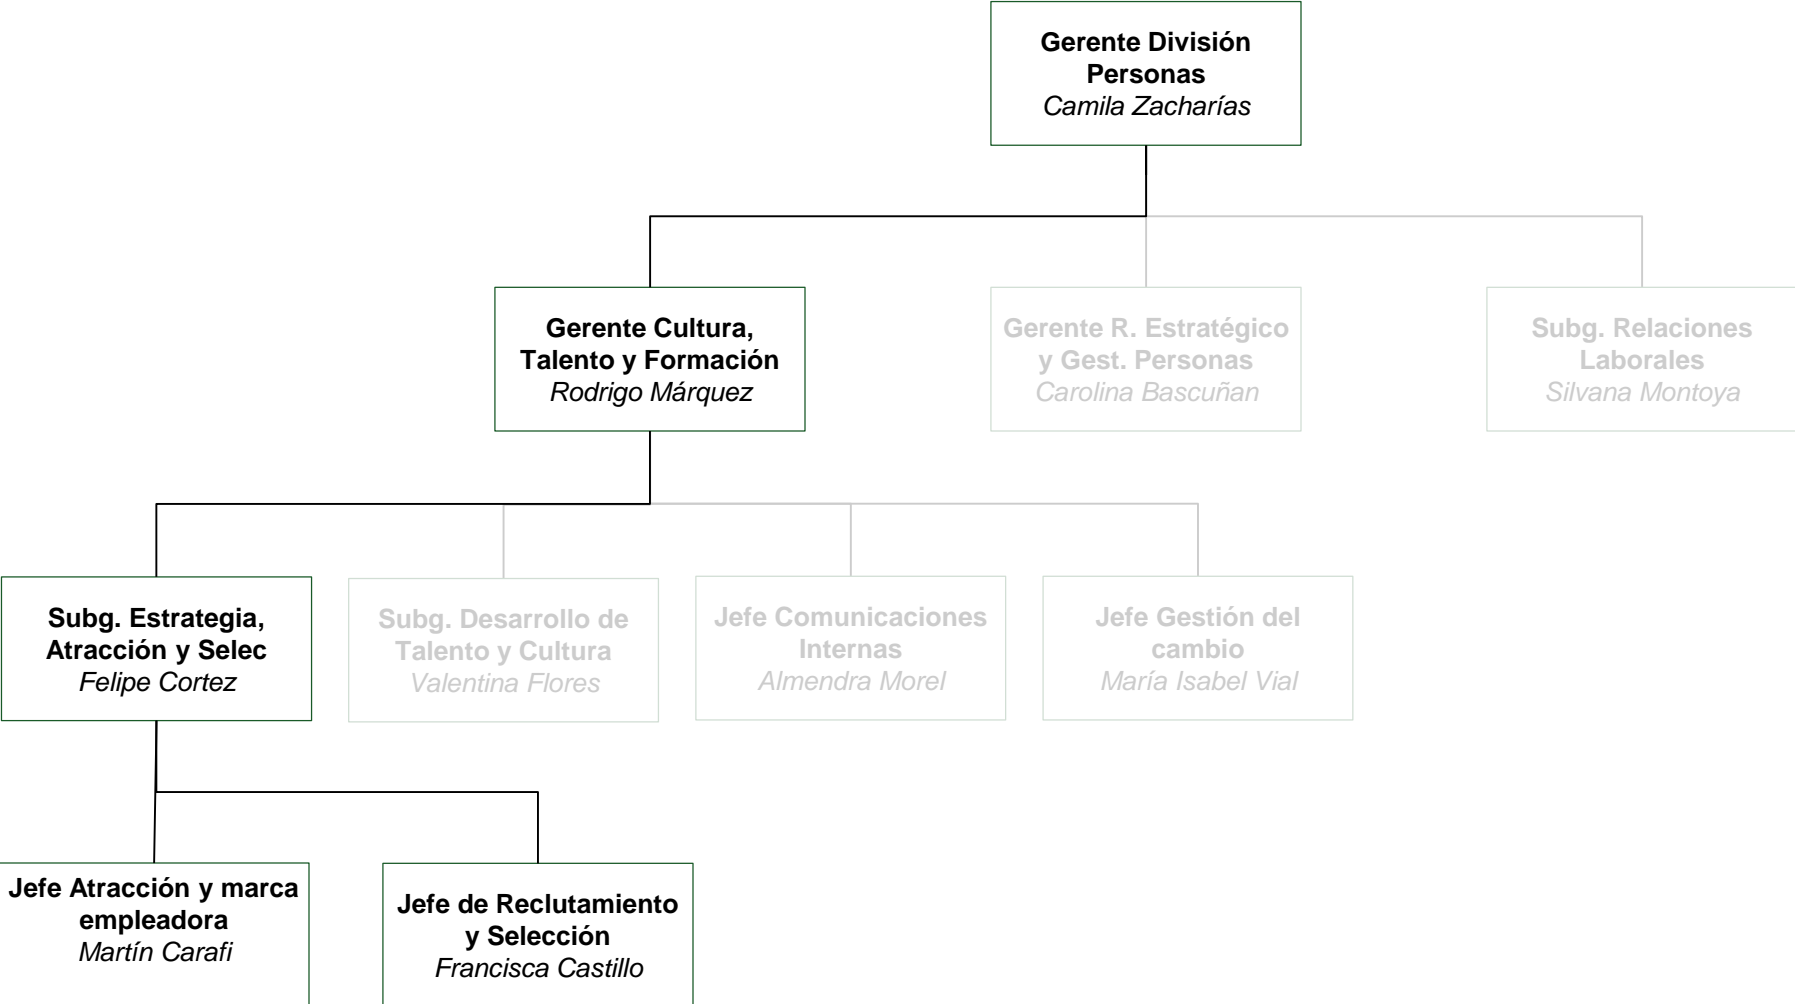 Gerente División
Personas
Camila Zacharías
Gerente Cultura,
Talento y Formación
Rodrigo Márquez
Gerente R. Estratégico
y Gest. Personas
Carolina Bascuñan
Subg. Relaciones
Laborales
Silvana Montoya
Subg. Estrategia,
Atracción y Selec
Felipe Cortez
Subg. Desarrollo de
Talento y Cultura
Valentina Flores
Jefe Comunicaciones
Internas
Almendra Morel
Jefe Gestión del
cambio
María Isabel Vial
Jefe Atracción y marca
empleadora
Martín Carafi
Jefe de Reclutamiento
y Selección
Francisca Castillo